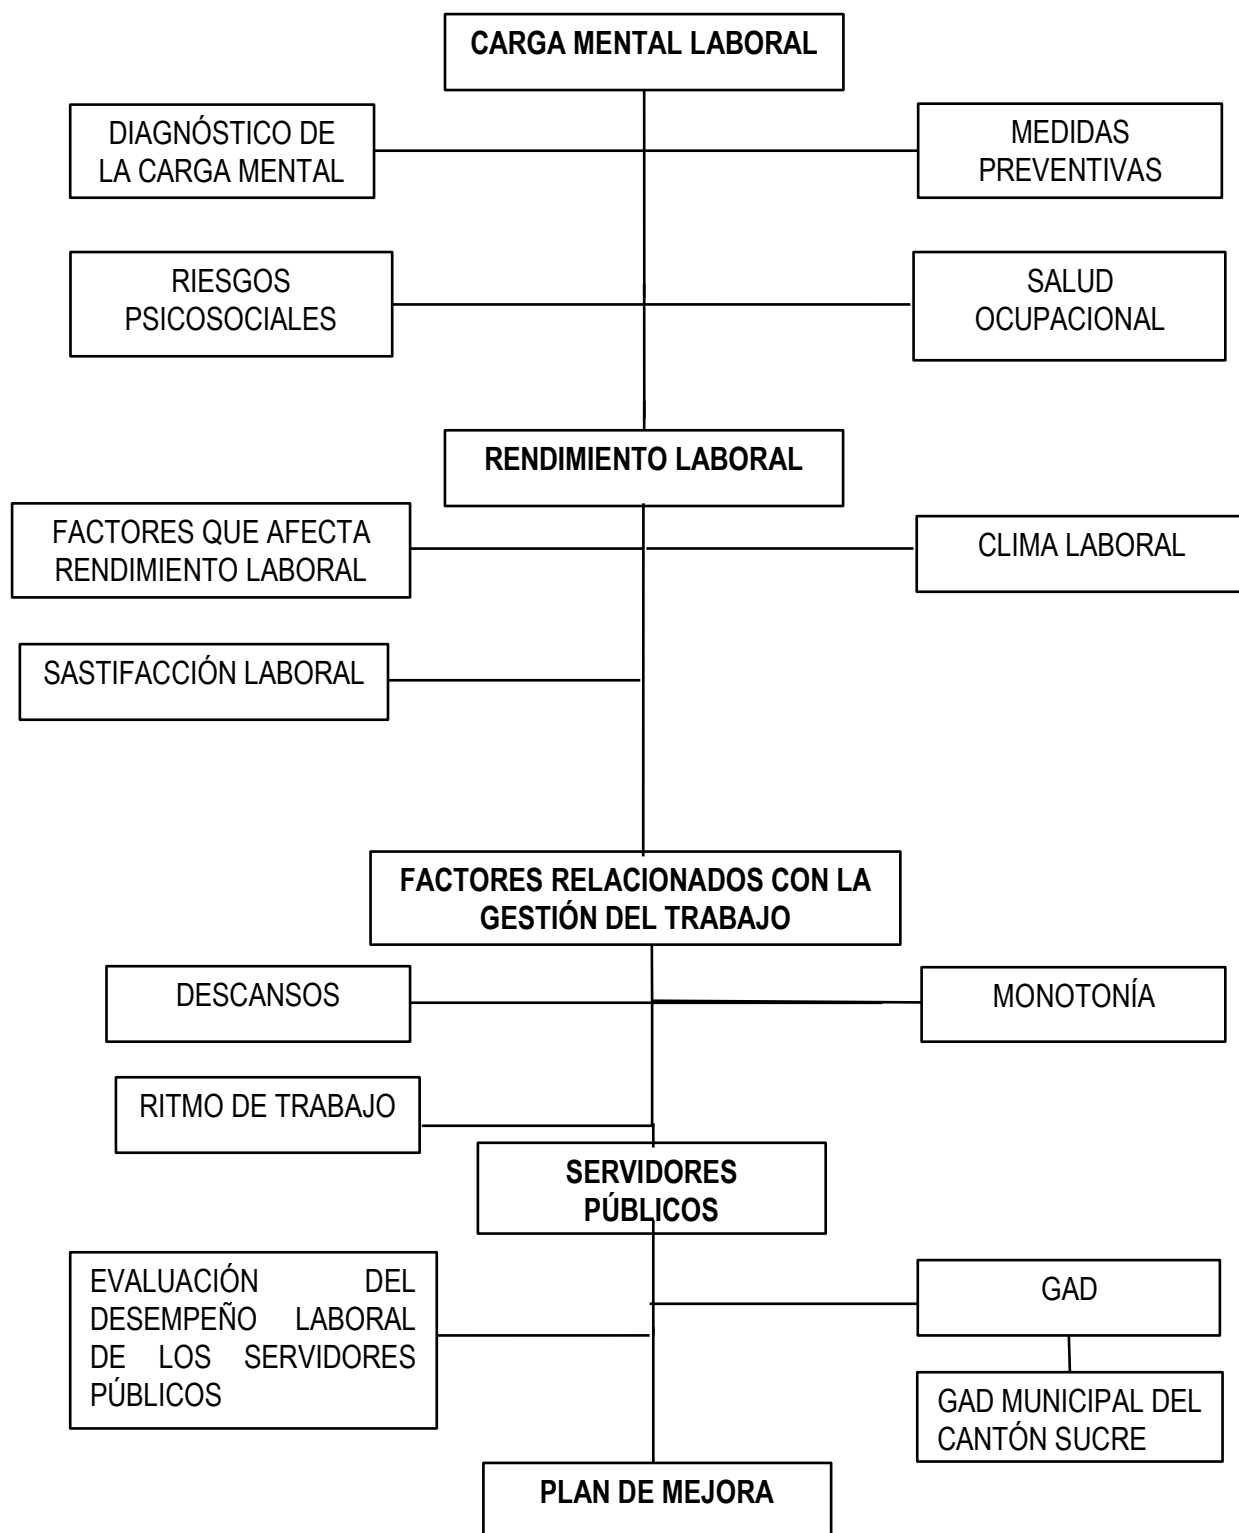 CARGA MENTAL LABORAL
DIAGNÓSTICO DE
LA CARGA MENTAL
MEDIDAS
PREVENTIVAS
RIESGOS
PSICOSOCIALES
SALUD
OCUPACIONAL
RENDIMIENTO LABORAL
FACTORES QUE AFECTA
RENDIMIENTO LABORAL
CLIMA LABORAL
SASTIFACCIÓN LABORAL
FACTORES RELACIONADOS CON LA
GESTIÓN DEL TRABAJO
DESCANSOS
MONOTONÍA
RITMO DE TRABAJO
SERVIDORES
PÚBLICOS
EVALUACIÓN DEL
DESEMPEÑO LABORAL
DE LOS SERVIDORES
PÚBLICOS
GAD
GAD MUNICIPAL DEL
CANTÓN SUCRE
PLAN DE MEJORA